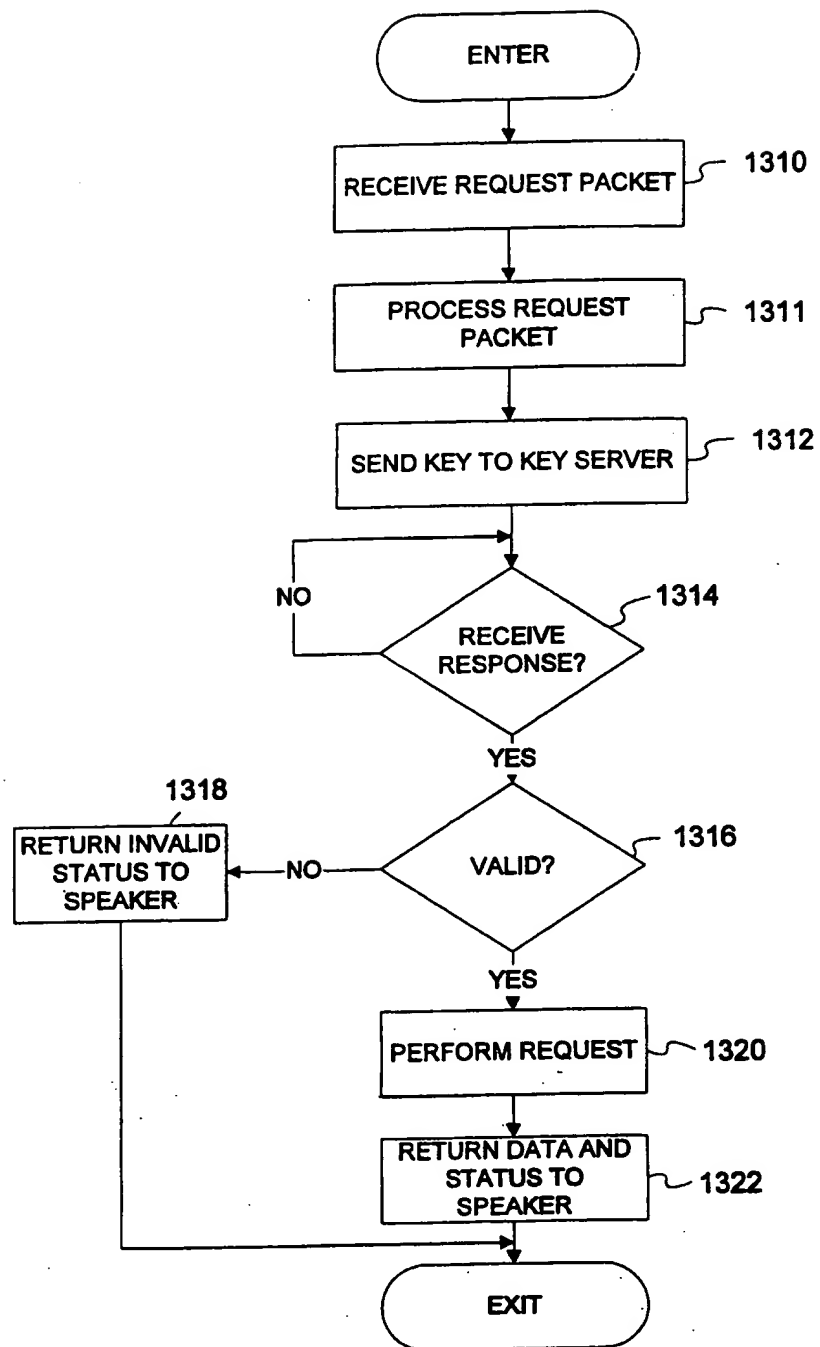 ENTER
RECEIVE REQUEST PACKET
1310
PROCESS REQUEST
PACKET
1311
SEND KEY TO KEY SERVER
1312
NO
RECEIVE
RESPONSE?
1314
YES
1318
RETURN INVALID
STATUS TO
SPEAKER
NO
VALID?
1316
YES
PERFORM REQUEST
1320
RETURN DATA AND
STATUS TO
SPEAKER
1322
EXIT